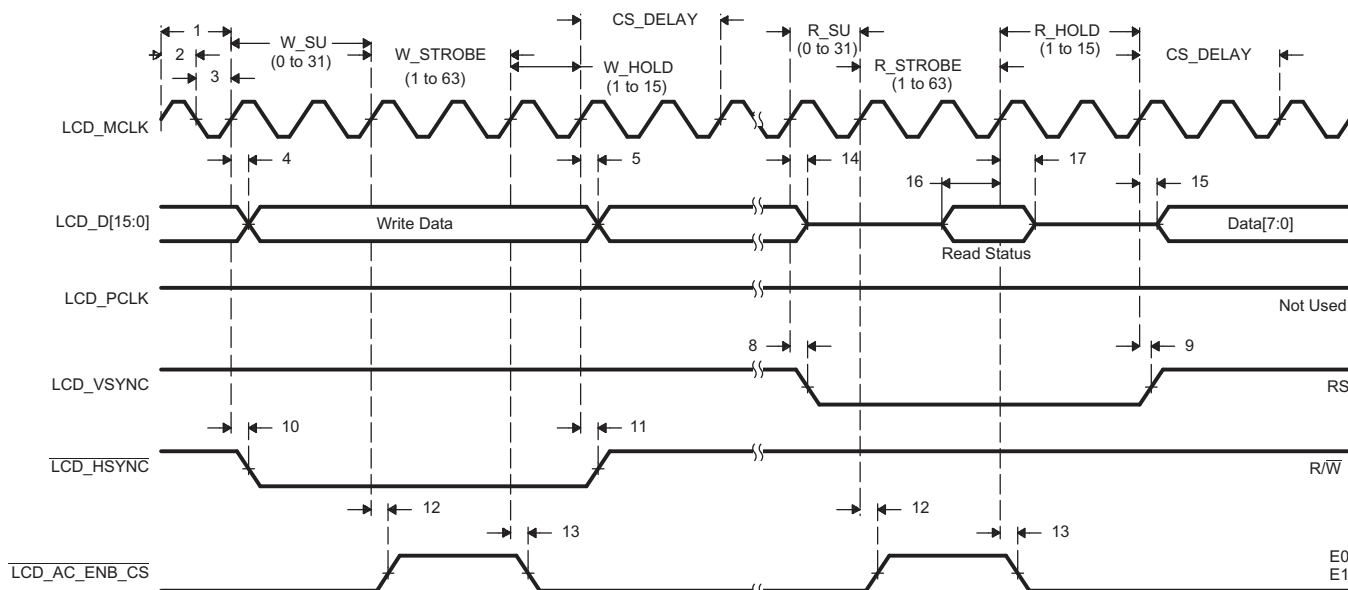 CS_DELAY
1
W_SU
(0 to 31)
R_SU
(0 to 31)
R_HOLD
(1 to 15)
2
W_STROBE
(1 to 63)
CS_DELAY
3
W_HOLD
(1 to 15)
R_STROBE
(1 to 63)
LCD_MCLK
4
5
14
17
16
15
LCD_D[15:0]
Write Data
Data[7:0]
Read Status
LCD_PCLK
Not Used
8
9
LCD_VSYNC
RS
10
11
LCD_HSYNC
R/W
12
13
12
13
LCD_AC_ENB_CS
E0
E1